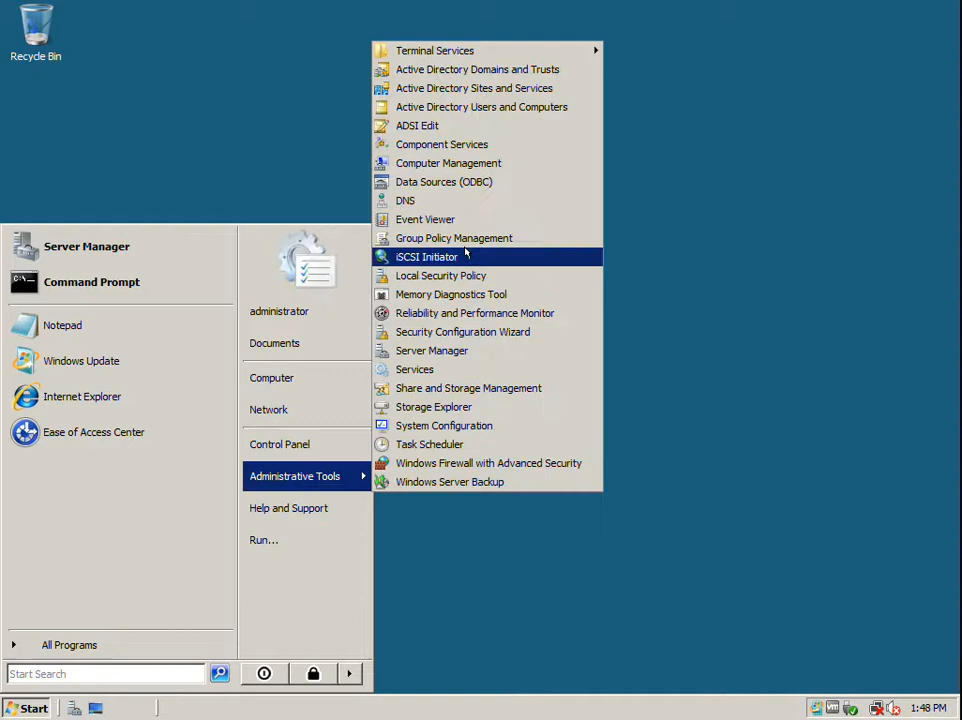 Recycle Bin
Terminal Services
Active Directory Domains and Trusts
Active Directory Sites and Services
Active Directory Users and Computers
ADSI Edit
Component Services
Computer Management
Data Sources (ODBC)
DNS
Event Viewer
Group Policy Management
iSCSI Initiator
Local Security Policy
Memory Diagnostics Tool
Reliability and Performance Monitor
Security Configuration Wizard
Server Manager
Services
Share and Storage Management
Storage Explorer
System Configuration
Task Scheduler
Windows Firewall with Advanced Security
Windows Server Backup
Server Manager
Command Prompt
Notepad
Windows Update
Internet Explorer
Ease of Access Center
All Programs
Start Search
administrator
Documents
Computer
Network
Control Panel
Administrative Tools
Help and Support
Run...
Start
1:48 PM